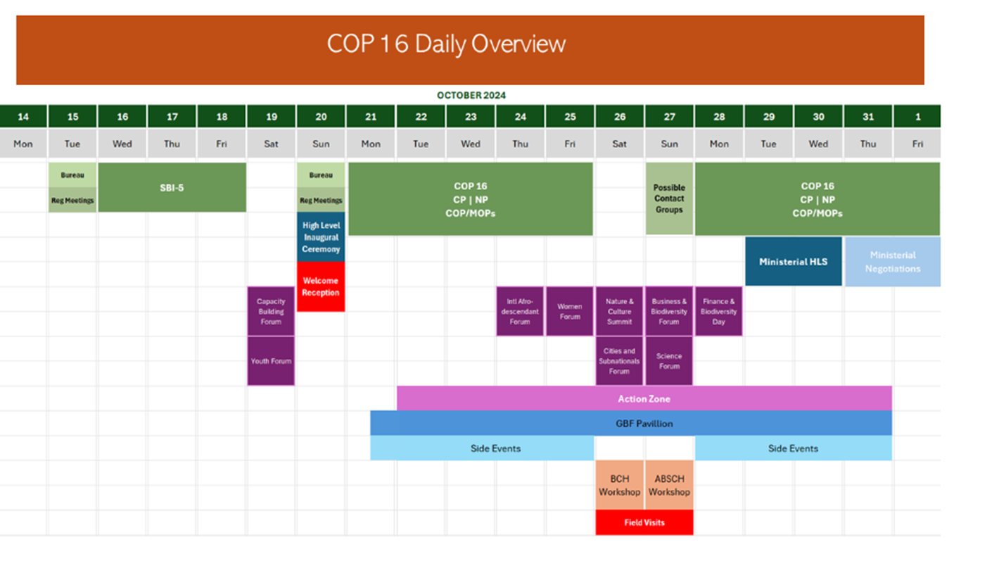 COP 16 Daily Overview
OCTOBER 2024
14 15 16 17 18 19 20 21 22 23 24 25 26 27 28 29 30 31 1
Mon Tue Wed Thu Fri Sat Sun Mon Tue Wed Thu Fri Sat Sun Mon Tue Wed Thu Fri
Bureau
Reg Meetings
SBI-5
Bureau
Reg Meetings
High Level
Inaugural
Ceremony
Welcome
Reception
COP 16
CP | NP
COP/MOPs
Possible
Contact
Groups
COP 16
CP | NP
COP/MOPs
Ministerial HLS
Ministerial
Negotiations
Capacity
Building
Forum
Youth Forum
Intl Afro-
descendant
Forum
Women
Forum
Nature &
Culture
Summit
Business &
Biodiversity
Forum
Finance &
Biodiversity
Day
Cities and
Subnationals
Forum
Science
Forum
Action Zone
GBF Pavillion
Side Events
Side Events
BCH
Workshop
ABSCH
Workshop
Field Visits